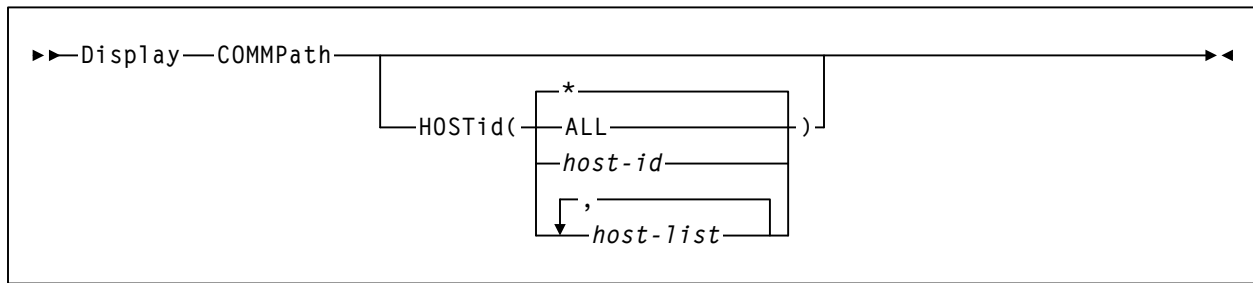 Display COMMPath
*
HOSTid( ALL )
host-id
,
host-list